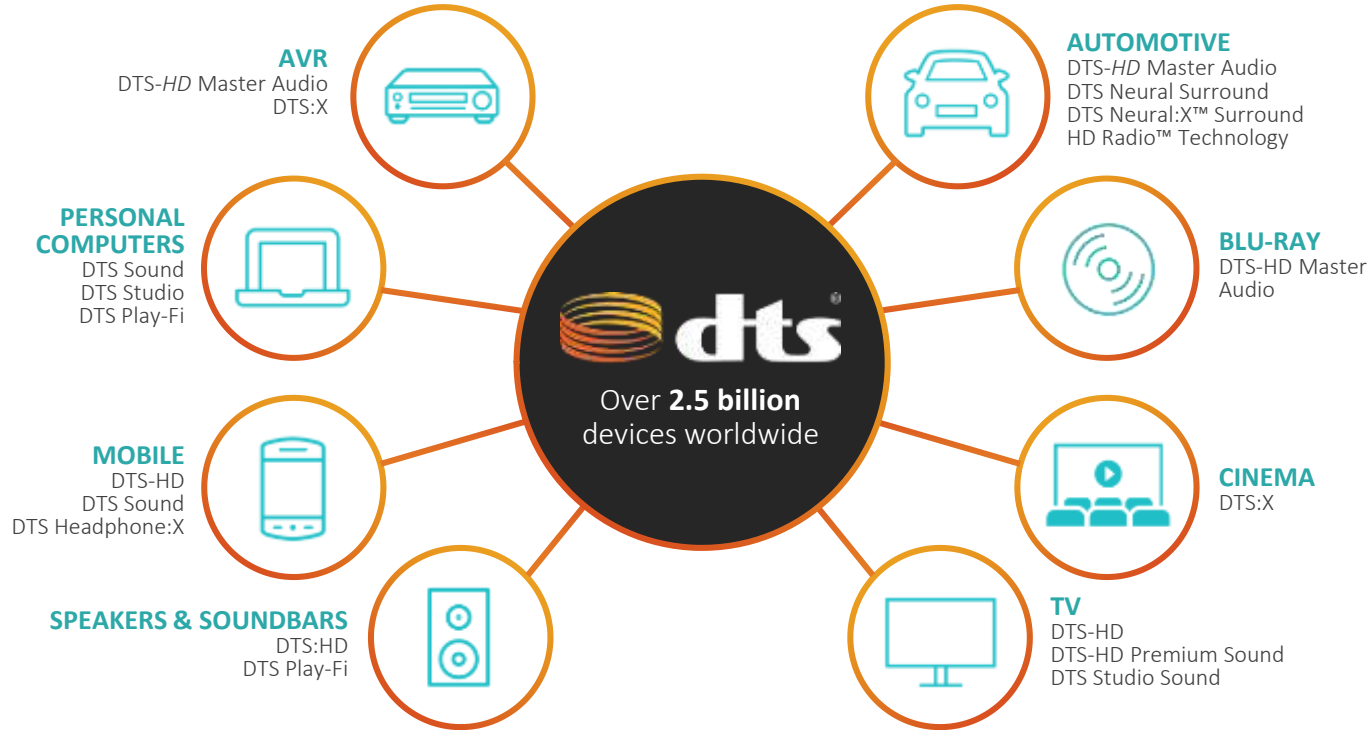 AVR
DTS-HD Master Audio
DTS:X
AUTOMOTIVE
DTS-HD Master Audio
DTS Neural Surround
DTS Neural:X™ Surround
HD Radio™ Technology
PERSONAL
COMPUTERS
DTS Sound
DTS Studio
DTS Play-Fi
BLU-RAY
DTS-HD Master
Audio
dts®
Over 2.5 billion
devices worldwide
MOBILE
DTS-HD
DTS Sound
DTS Headphone:X
CINEMA
DTS:X
SPEAKERS & SOUNDBARS
DTS:HD
DTS Play-Fi
TV
DTS-HD
DTS-HD Premium Sound
DTS Studio Sound